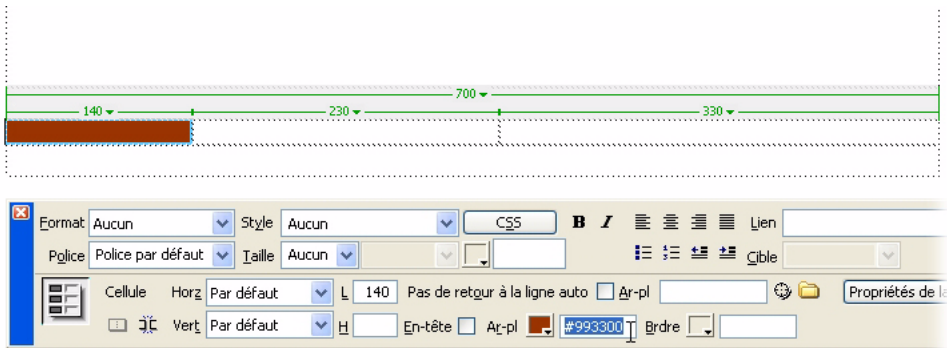 700
140 230 330
Format Aucun Style Aucun CSS B I Lien
Police Police par défaut Taille Aucun Cible
Cellule Horz Par défaut L 140 Pas de retour à la ligne auto Ar-pl Propriétés de la
Vert Par défaut H En-tête Ar-pl #993300 Brdre